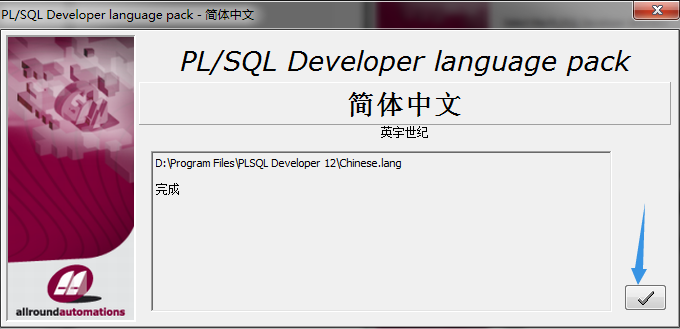 PL/SQL Developer language pack - 简体中文
PL/SQL Developer language pack
简体中文
英宇世纪
D:\Program Files\PLSQL Developer 12\Chinese.lang
完成
allroundautomations